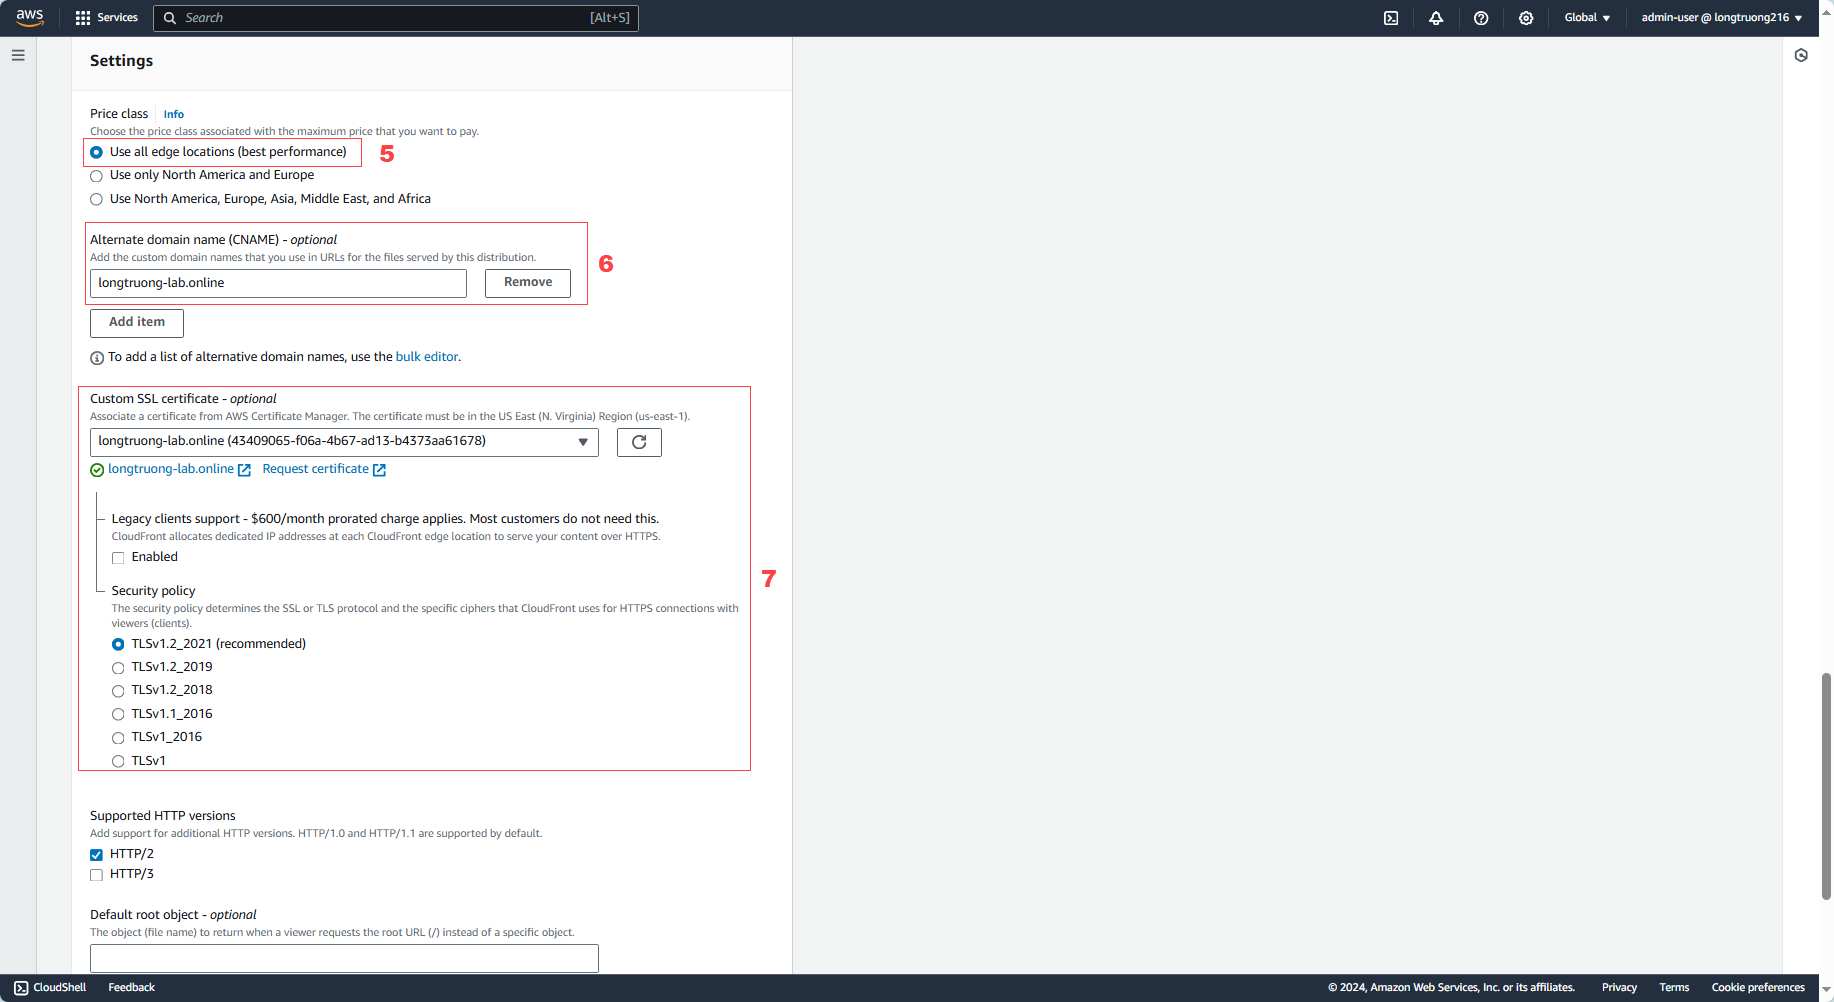 aws
Services
Search
[Alt+S]
Global
admin-user @ longtruong216
Settings
Price class
Info
Choose the price class associated with the maximum price that you want to pay.
Use all edge locations (best performance)
5
Use only North America and Europe
Use North America, Europe, Asia, Middle East, and Africa
Alternate domain name (CNAME) - optional
Add the custom domain names that you use in URLs for the files served by this distribution.
6
longtruong-lab.online
Remove
Add item
To add a list of alternative domain names, use the bulk editor.
Custom SSL certificate - optional
Associate a certificate from AWS Certificate Manager. The certificate must be in the US East (N. Virginia) Region (us-east-1).
longtruong-lab.online (43409065-f06a-4b67-ad13-b4373aa61678)
longtruong-lab.online
Request certificate
Legacy clients support - $600/month prorated charge applies. Most customers do not need this.
CloudFront allocates dedicated IP addresses at each CloudFront edge location to serve your content over HTTPS.
Enabled
7
Security policy
The security policy determines the SSL or TLS protocol and the specific ciphers that CloudFront uses for HTTPS connections with
viewers (clients).
TLSv1.2_2021 (recommended)
TLSv1.2_2019
TLSv1.2_2018
TLSv1.1_2016
TLSv1_2016
TLSv1
Supported HTTP versions
Add support for additional HTTP versions. HTTP/1.0 and HTTP/1.1 are supported by default.
HTTP/2
HTTP/3
Default root object - optional
The object (file name) to return when a viewer requests the root URL (/) instead of a specific object.
CloudShell
Feedback
© 2024, Amazon Web Services, Inc. or its affiliates.
Privacy
Terms
Cookie preferences